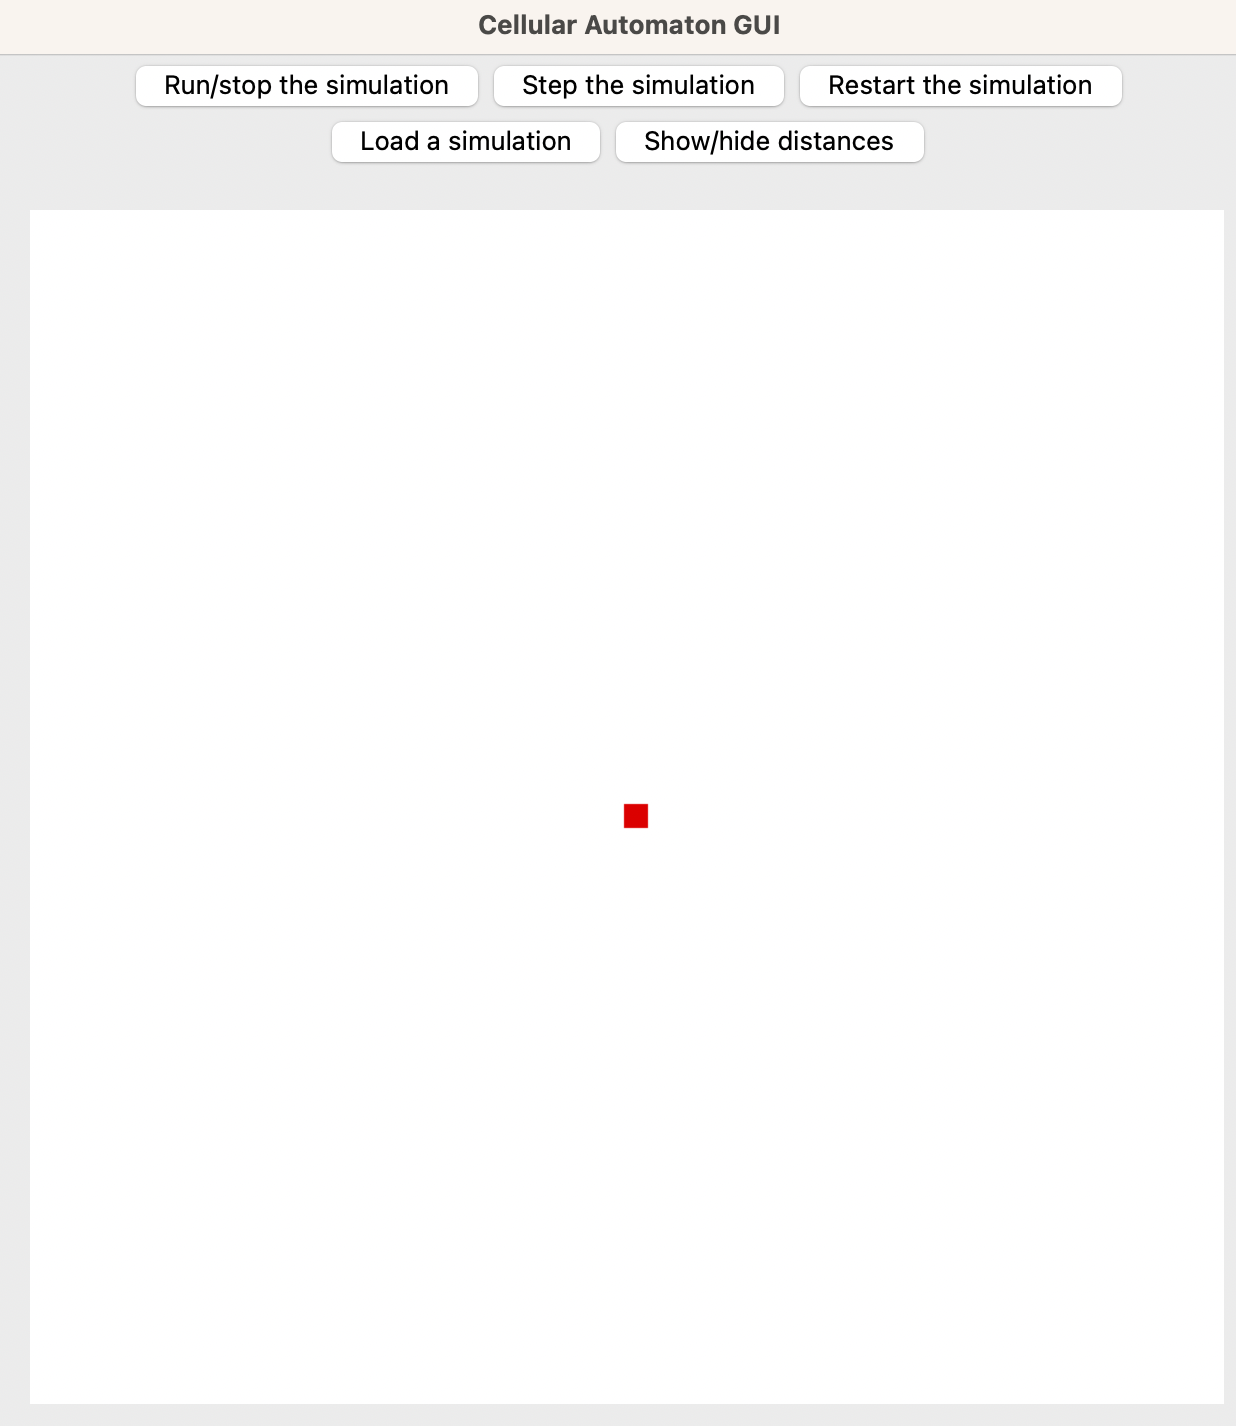 Cellular Automaton GUI
Run/stop the simulation Step the simulation Restart the simulation
Load a simulation Show/hide distances